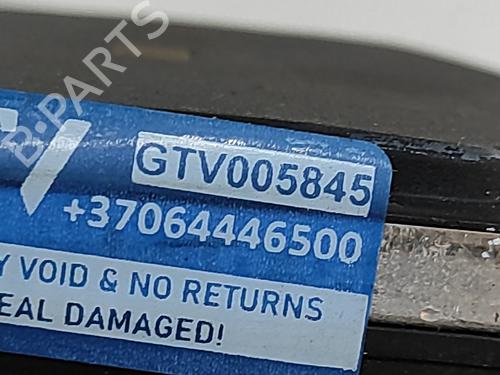 B-PARTS
GTV005845
+37064446500
Y VOID & NO RETURNS
EAL DAMAGED!